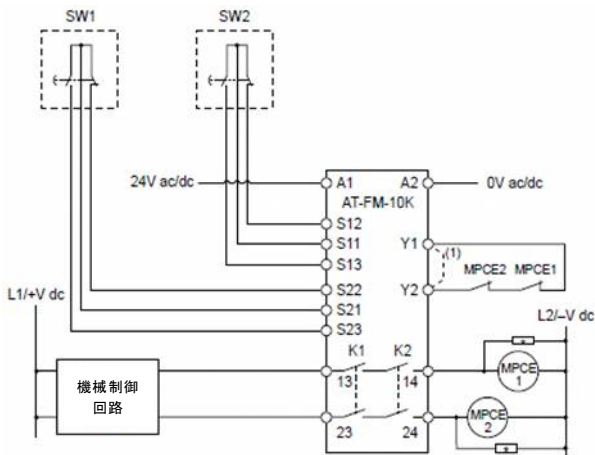 SW1
SW2
24V ac/dc
A1
A2
0V ac/dc
AT-FM-10K
S12
S11
S13
Y1
(1)
MPCE2
MPCE1
S22
Y2
L1/+V dc
S21
S23
L2/–V dc
K1
K2
13
14
MPCE
1
機械制御
回路
MPCE
2
23
24